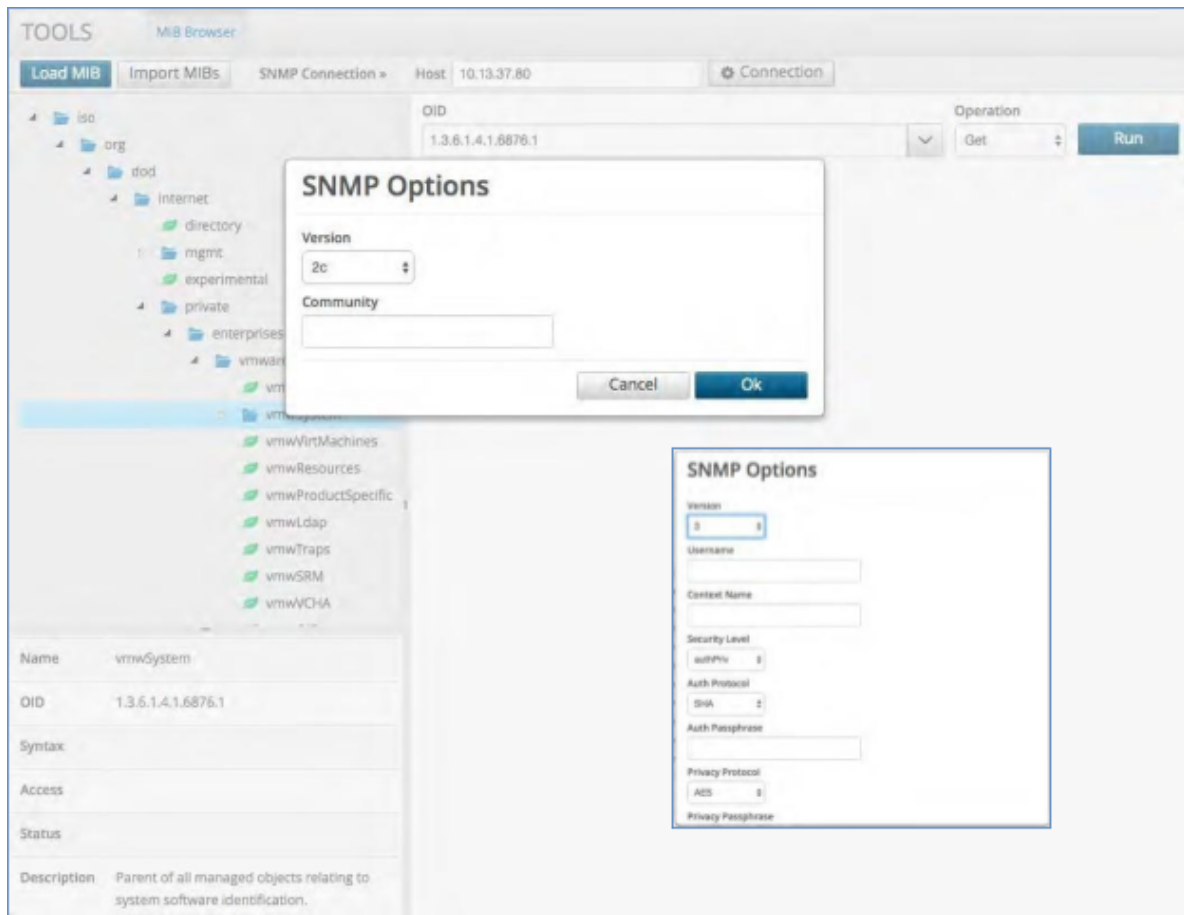 TOOLS MIB Browser
Load MIB Import MIBs SNMP Connection » Host 10.13.37.80 Connection
OID Operation
1.3.6.1.4.1.6876.1 Get Run
iso
org
dod
internet
directory
mgmt
experimental
private
enterprises
vmwar
vm
vmwSystem
vmwVirtMachines
vmwResources
vmwProductSpecific
vmwLdap
vmwTraps
vmwSRM
vmwVCHA
SNMP Options
Version
2c
Community
Cancel Ok
SNMP Options
Version
3
Username
Context Name
Security Level
authPriv
Auth Protocol
SHA
Auth Passphrase
Privacy Protocol
AES
Privacy Passphrase
Name vmwSystem
OID 1.3.6.1.4.1.6876.1
Syntax
Access
Status
Description Parent of all managed objects relating to
system software identification.